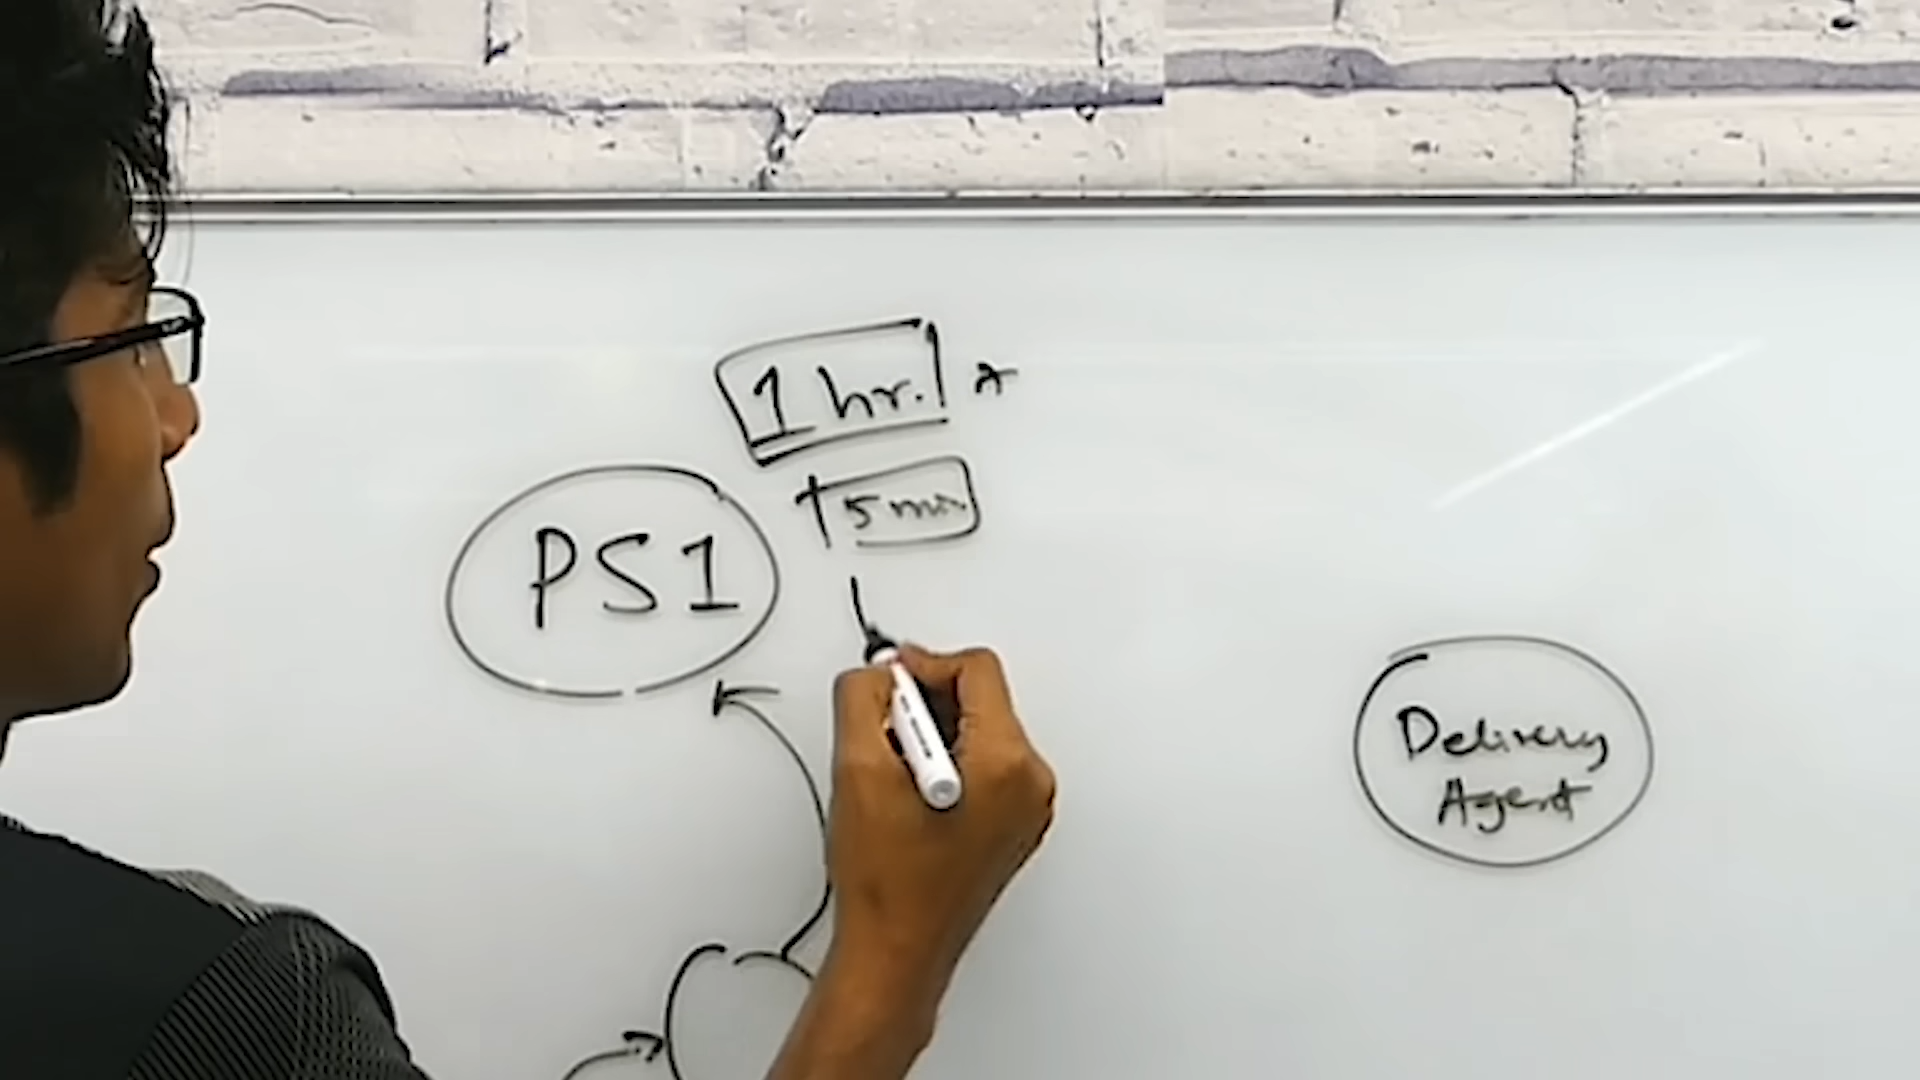 1 hr. *
5 min.
PS1
Delivery
Agent